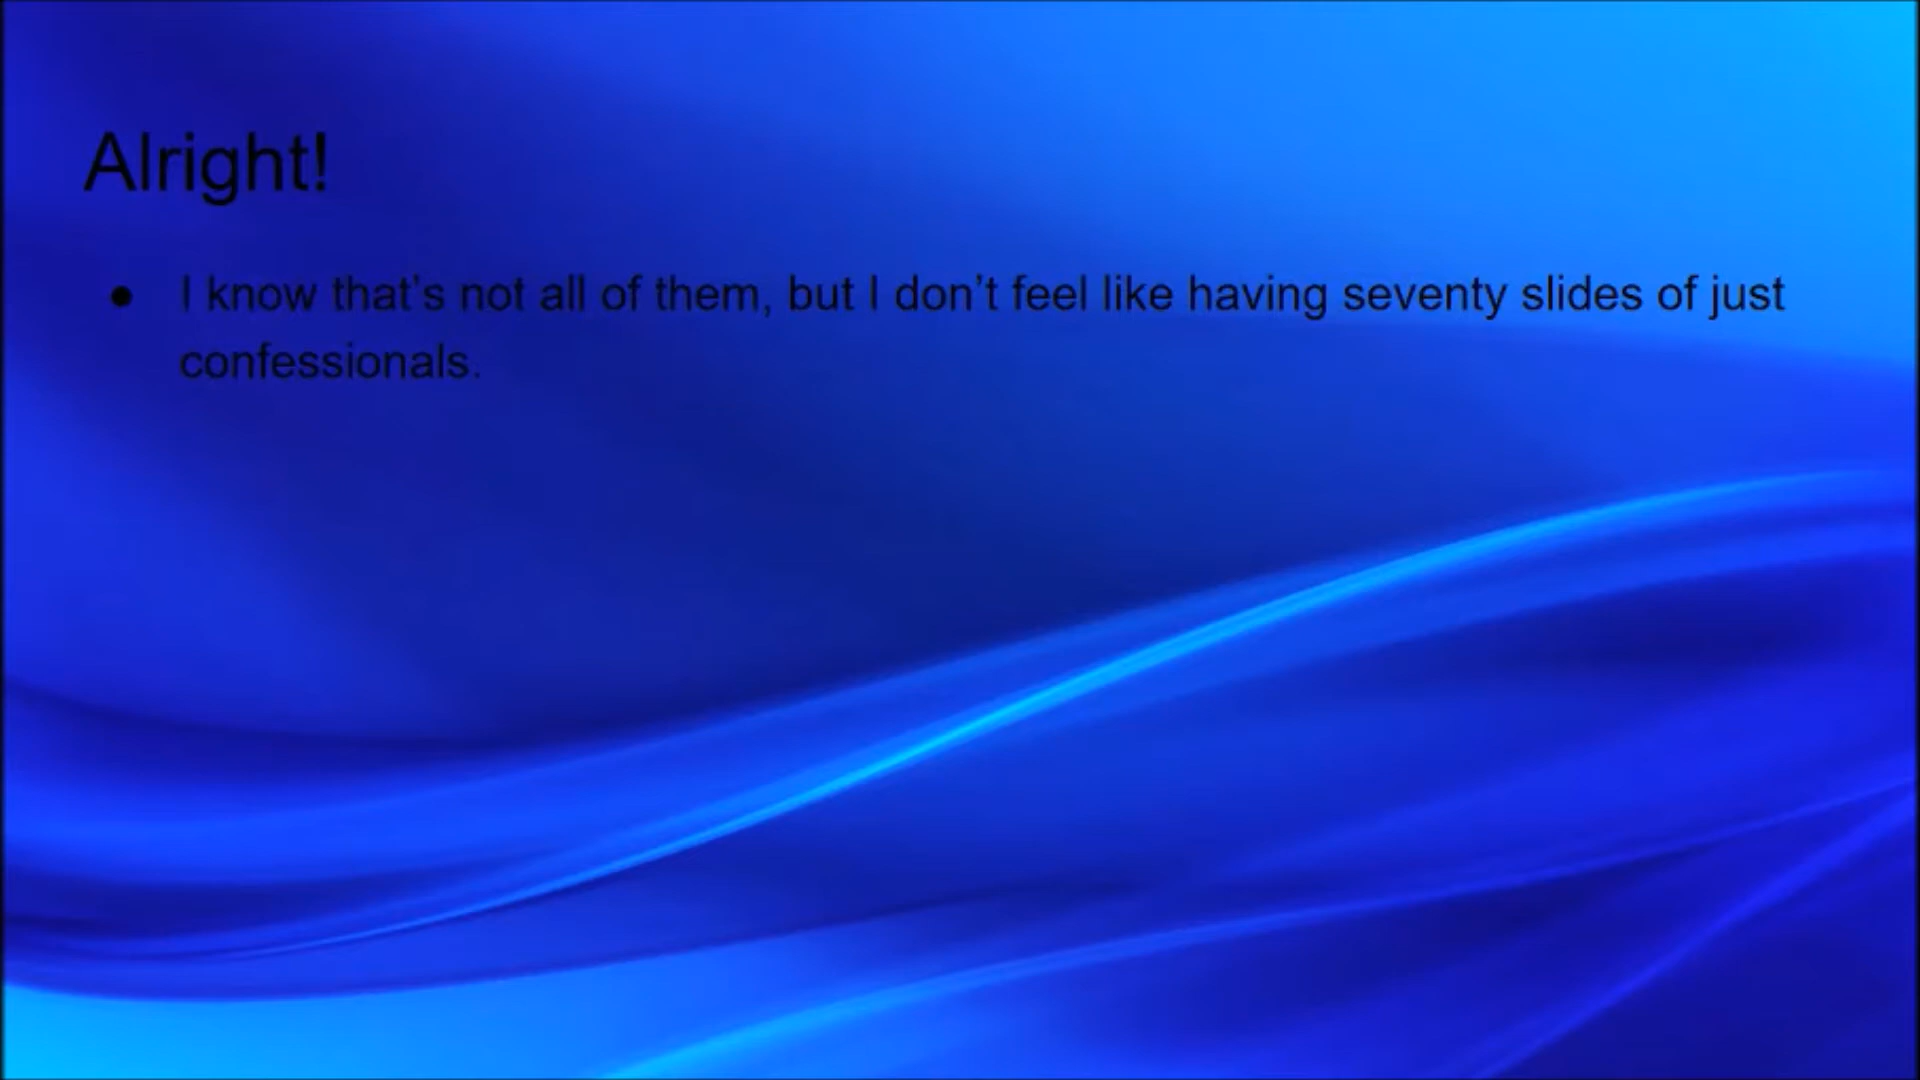 Alright!
● I know that’s not all of them, but I don’t feel like having seventy slides of just
confessionals.